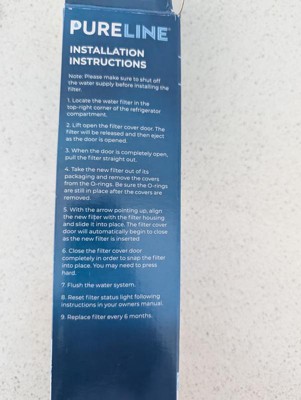 PURELINE
INSTALLATION
INSTRUCTIONS
Note: Please make sure to shut off
the water supply before installing the
filter.
1. Locate the water filter in the
top-right corner of the refrigerator
compartment.
2. Lift open the filter cover door. The
filter will be released and then eject
as the door is opened.
3. When the door is completely open,
pull the filter straight out.
4. Take the new filter out of its
packaging and remove the covers
from the O-rings. Be sure the O-rings
are still in place after the covers are
removed.
5. With the arrow pointing up, align
the new filter with the filter housing
and slide it into place. The filter cover
door will automatically begin to close
as the new filter is inserted
6. Close the filter cover door
completely in order to snap the filter
into place. You may need to press
hard.
7. Flush the water system.
8. Reset filter status light following
instructions in your owners manual.
9. Replace filter every 6 months.